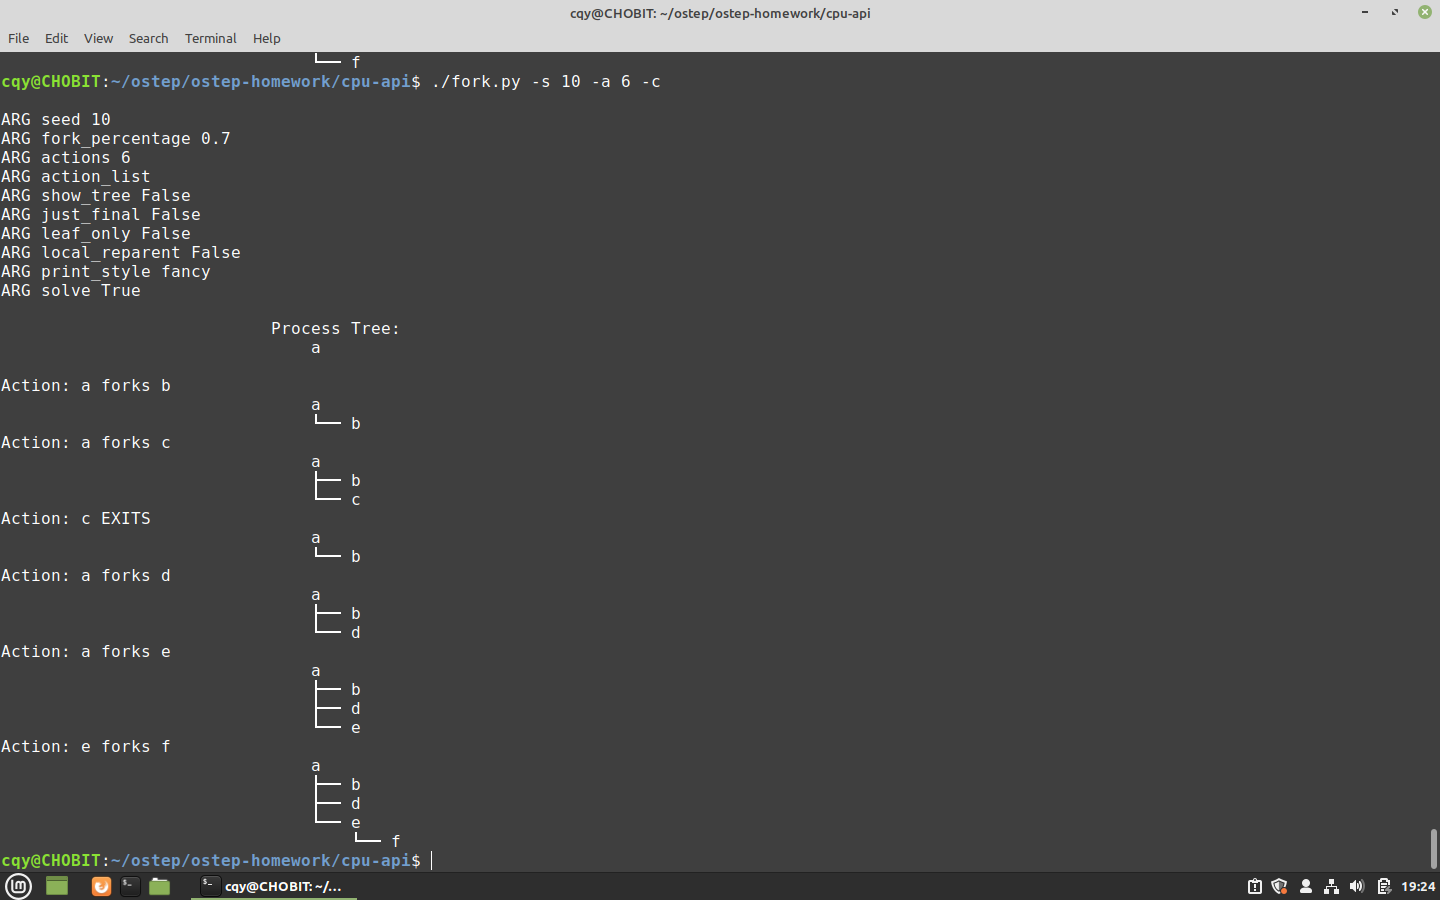 cqy@CHOBIT: ~/ostep/ostep-homework/cpu-api
File Edit View Search Terminal Help
└── f
cqy@CHOBIT:~/ostep/ostep-homework/cpu-api$ ./fork.py -s 10 -a 6 -c
ARG seed 10
ARG fork_percentage 0.7
ARG actions 6
ARG action_list
ARG show_tree False
ARG just_final False
ARG leaf_only False
ARG local_reparent False
ARG print_style fancy
ARG solve True
Process Tree:
a
Action: a forks b
a
└── b
Action: a forks c
a
├── b
└── c
Action: c EXITS
a
└── b
Action: a forks d
a
├── b
└── d
Action: a forks e
a
├── b
├── d
└── e
Action: e forks f
a
├── b
├── d
└── e
└── f
cqy@CHOBIT:~/ostep/ostep-homework/cpu-api$
cqy@CHOBIT: ~/...
19:24